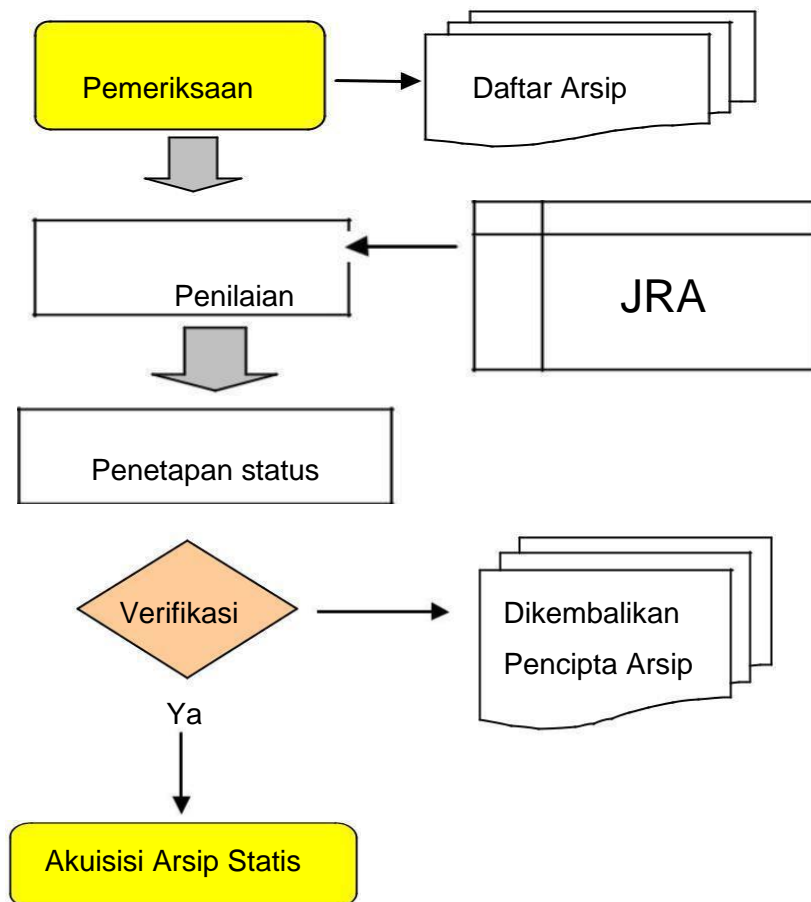 Pemeriksaan
Daftar Arsip
Penilaian
JRA
Penetapan status
Verifikasi
Dikembalikan
Pencipta Arsip
Ya
Akuisisi Arsip Statis